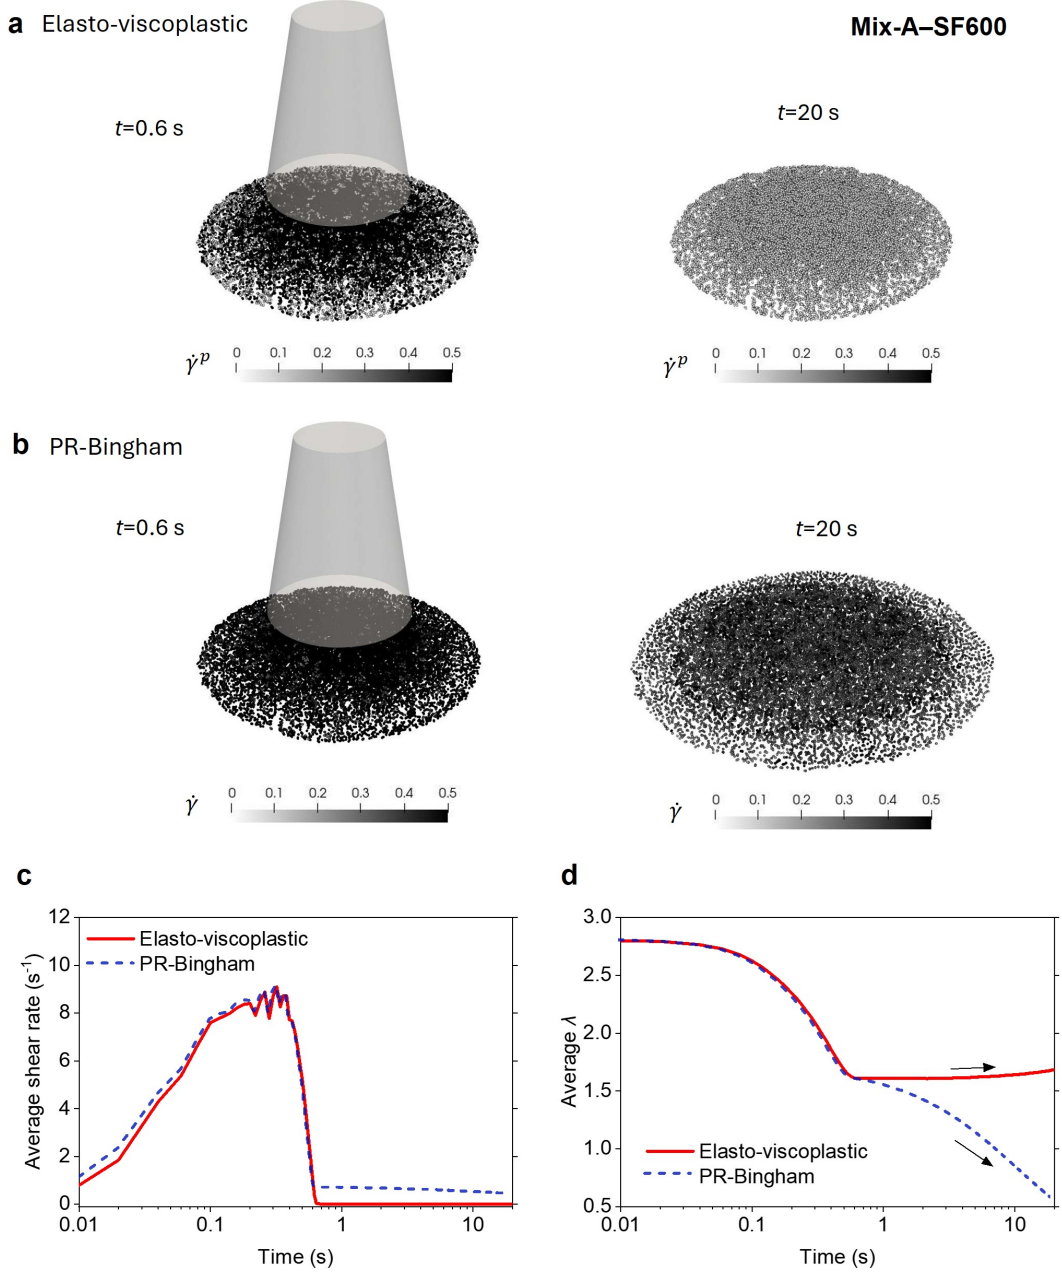 a Elasto-viscoplastic
Mix-A–SF600
t=0.6 s
t=20 s
γ̇ᵖ 0 0.1 0.2 0.3 0.4 0.5
γ̇ᵖ 0 0.1 0.2 0.3 0.4 0.5
b PR-Bingham
t=0.6 s
t=20 s
γ̇ 0 0.1 0.2 0.3 0.4 0.5
γ̇ 0 0.1 0.2 0.3 0.4 0.5
c
Average shear rate (s⁻¹)
12
10
8
6
4
2
0
Elasto-viscoplastic
PR-Bingham
0.01 0.1 1 10
Time (s)
d
Average λ
3.0
2.5
2.0
1.5
1.0
0.5
Elasto-viscoplastic
PR-Bingham
0.01 0.1 1 10
Time (s)